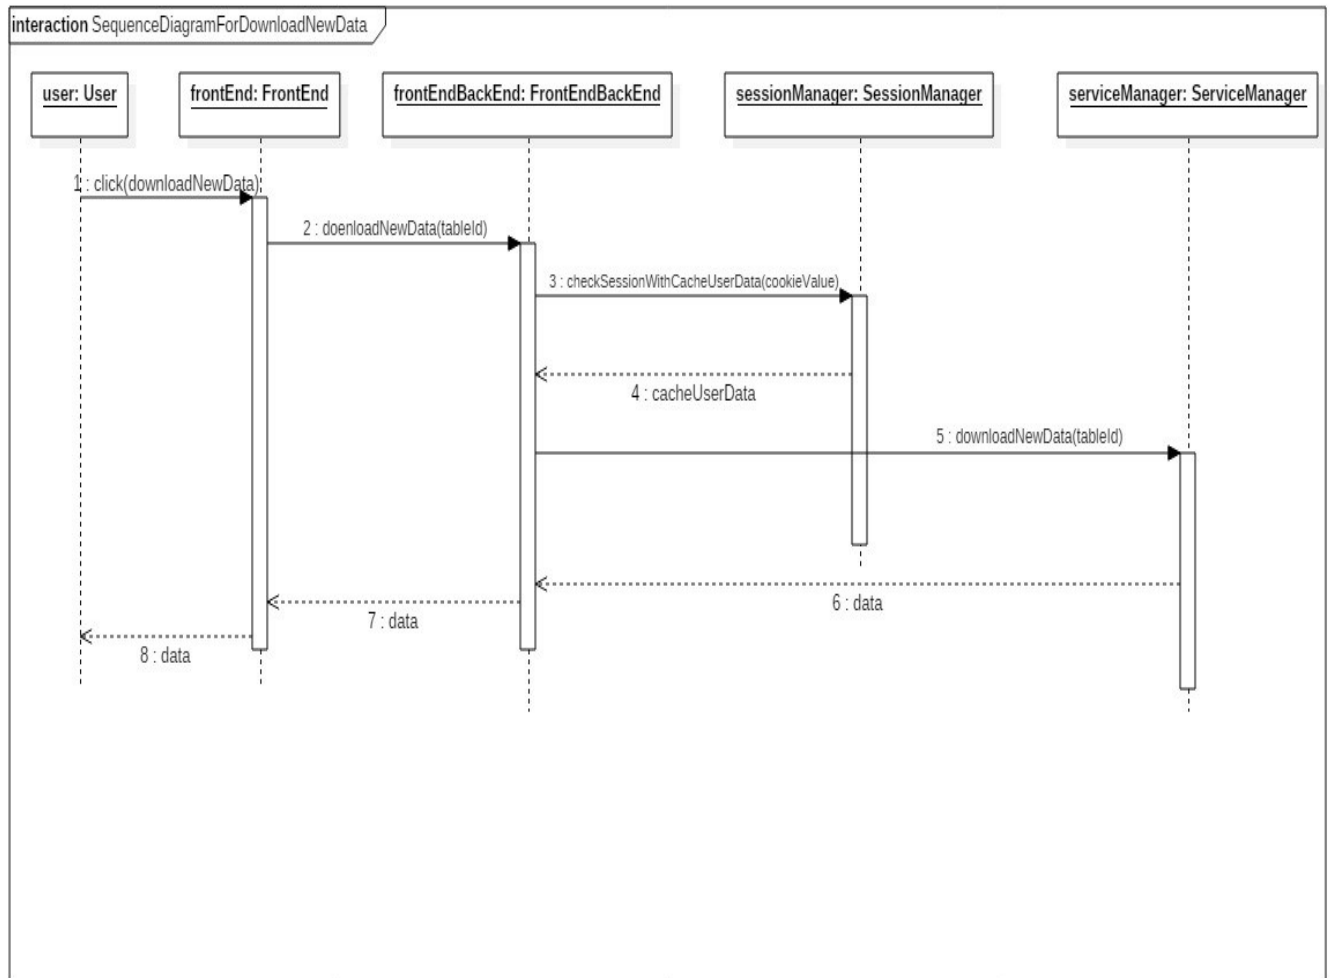 interaction SequenceDiagramForDownloadNewData
user: User
frontEnd: FrontEnd
frontEndBackEnd: FrontEndBackEnd
sessionManager: SessionManager
serviceManager: ServiceManager
1 : click(downloadNewData)
2 : doenloadNewData(tableId)
3 : checkSessionWithCacheUserData(cookieValue)
4 : cacheUserData
5 : downloadNewData(tableId)
6 : data
7 : data
8 : data